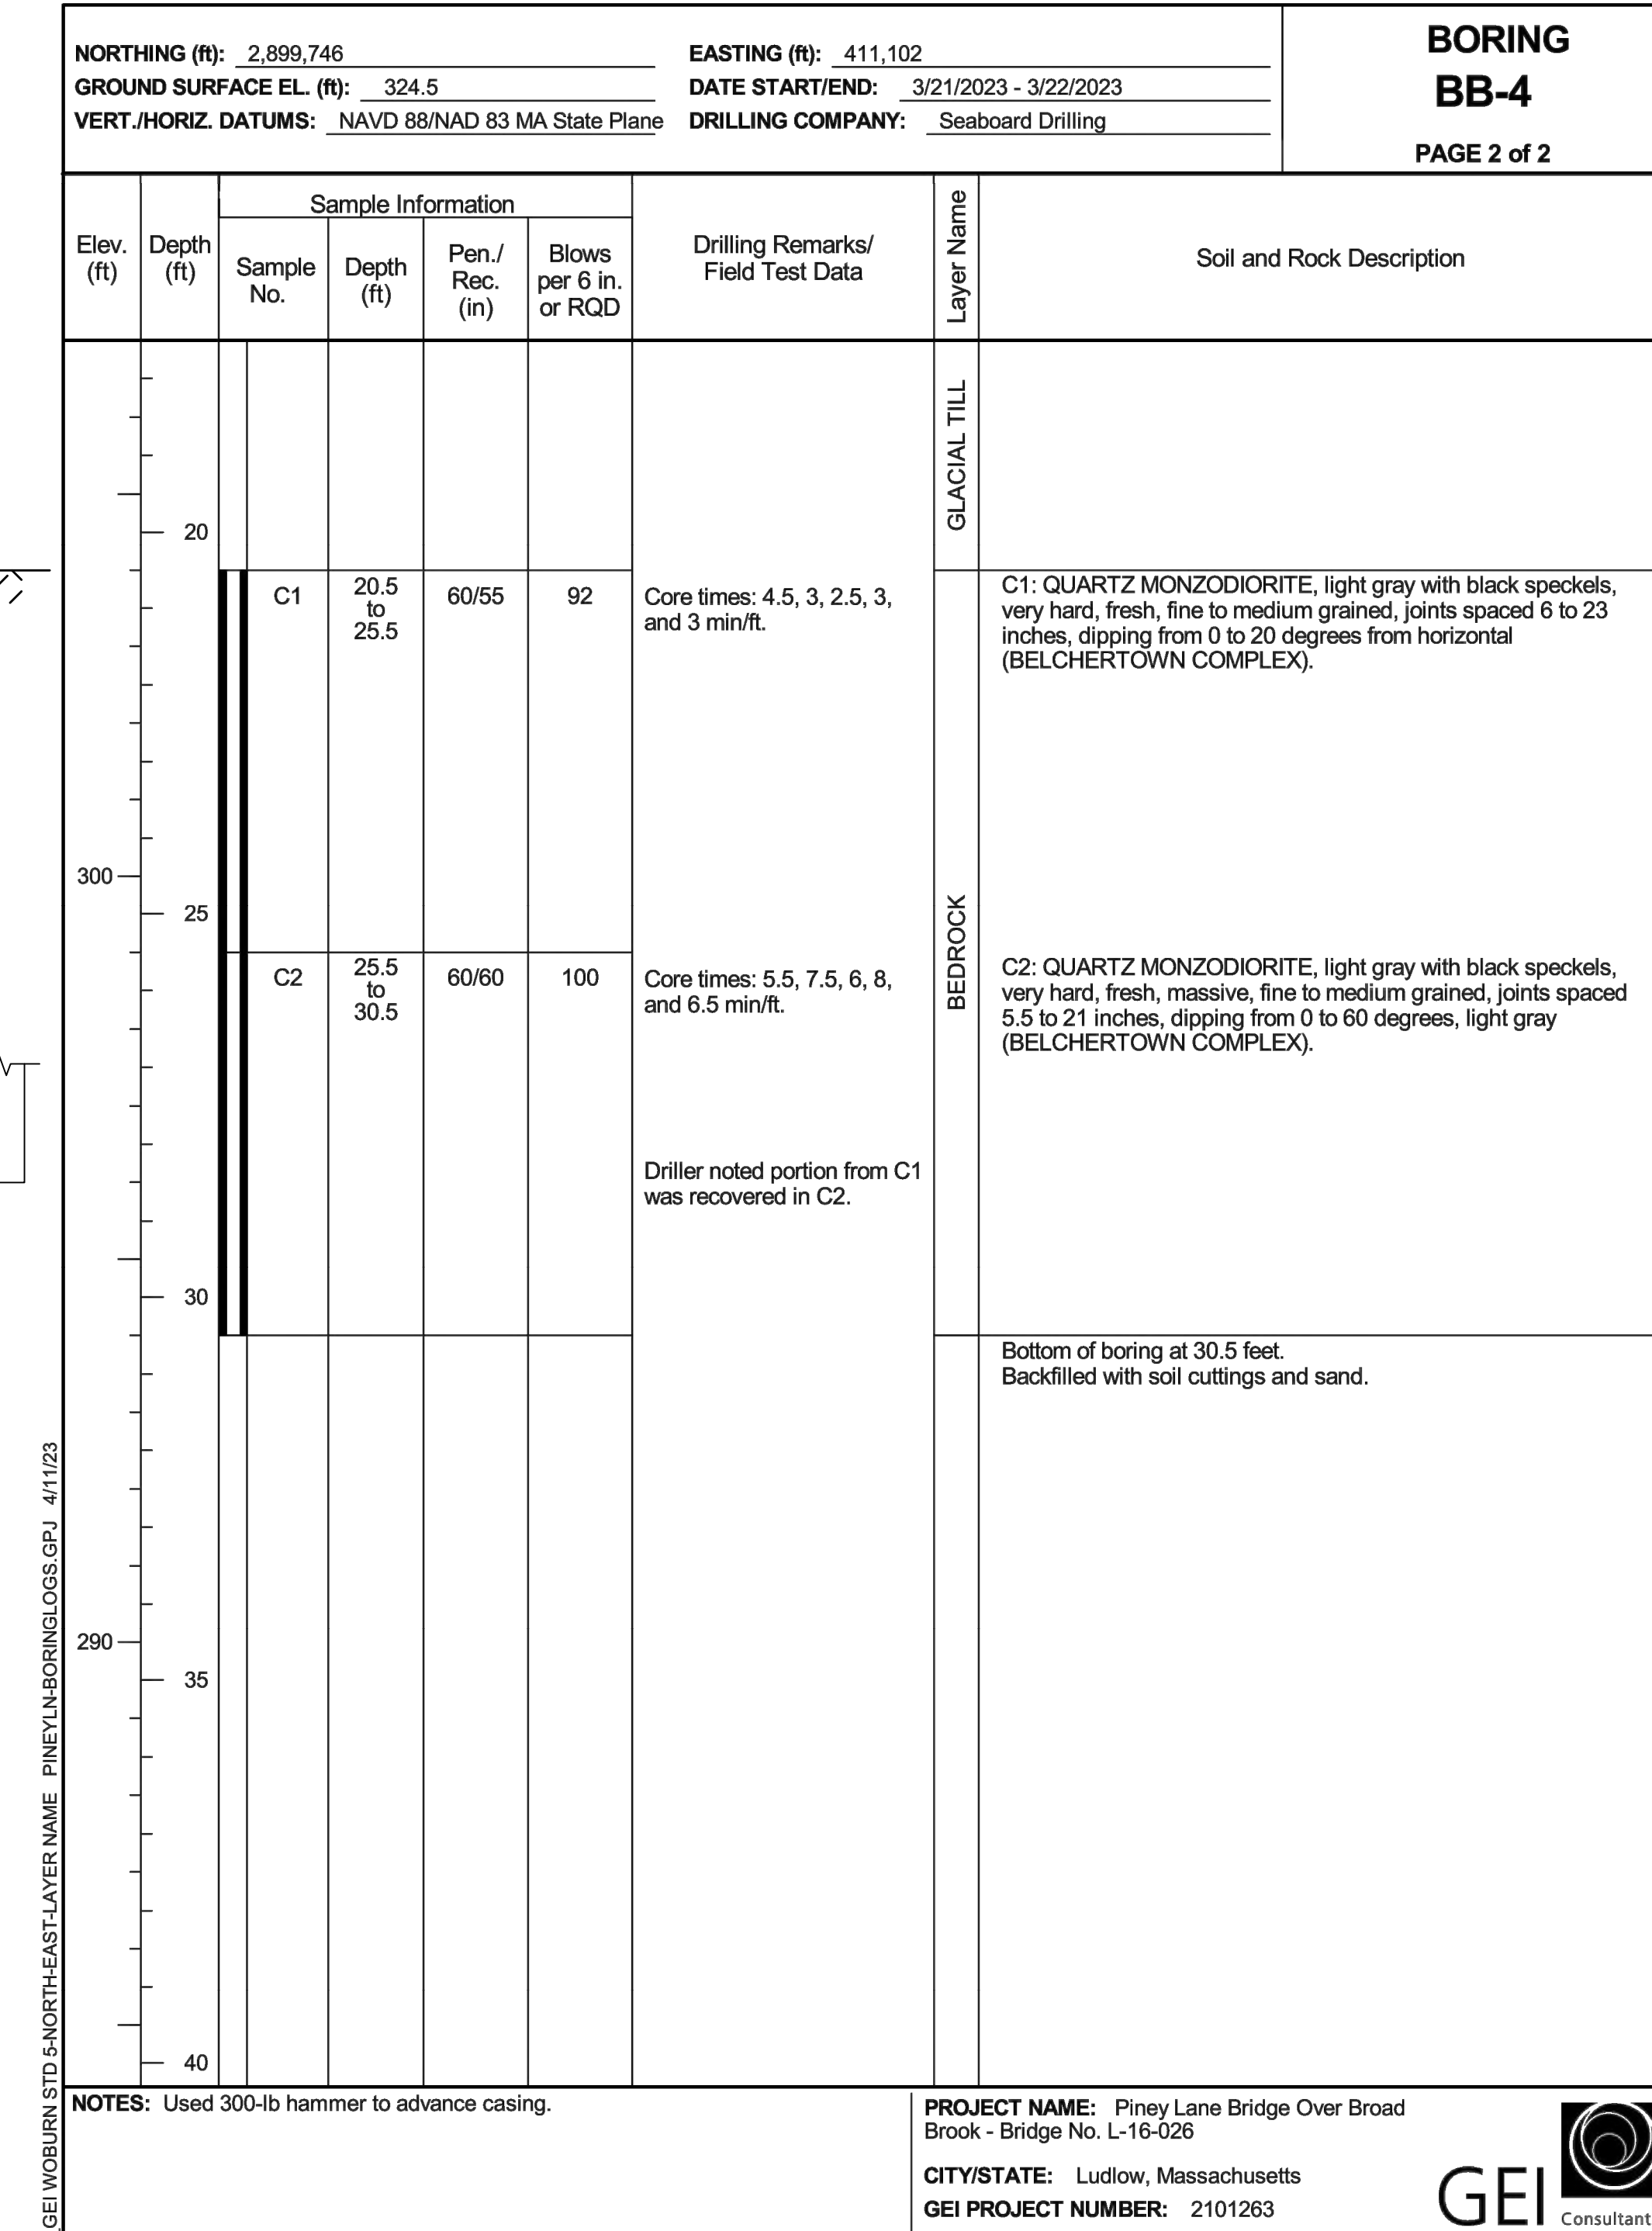 NORTHING (ft): 2,899,746
EASTING (ft): 411,102
GROUND SURFACE EL. (ft): 324.5
DATE START/END: 3/21/2023 - 3/22/2023
VERT./HORIZ. DATUMS: NAVD 88/NAD 83 MA State Plane
DRILLING COMPANY: Seaboard Drilling
BORING
BB-4
PAGE 2 of 2
Elev.
(ft)
Depth
(ft)
Sample Information
Sample
No.
Depth
(ft)
Pen./
Rec.
(in)
Blows
per 6 in.
or RQD
Drilling Remarks/
Field Test Data
Layer Name
Soil and Rock Description
GLACIAL TILL
20
C1
20.5
to
25.5
60/55
92
Core times: 4.5, 3, 2.5, 3,
and 3 min/ft.
C1: QUARTZ MONZODIORITE, light gray with black speckels,
very hard, fresh, fine to medium grained, joints spaced 6 to 23
inches, dipping from 0 to 20 degrees from horizontal
(BELCHERTOWN COMPLEX).
300
25
BEDROCK
C2
25.5
to
30.5
60/60
100
Core times: 5.5, 7.5, 6, 8,
and 6.5 min/ft.
C2: QUARTZ MONZODIORITE, light gray with black speckels,
very hard, fresh, massive, fine to medium grained, joints spaced
5.5 to 21 inches, dipping from 0 to 60 degrees, light gray
(BELCHERTOWN COMPLEX).
Driller noted portion from C1
was recovered in C2.
30
Bottom of boring at 30.5 feet.
Backfilled with soil cuttings and sand.
290
35
40
GEI WOBURN STD 5-NORTH-EAST-LAYER NAME PINEYLN-BORINGLOGS.GPJ 4/11/23
NOTES: Used 300-lb hammer to advance casing.
PROJECT NAME: Piney Lane Bridge Over Broad
Brook - Bridge No. L-16-026
CITY/STATE: Ludlow, Massachusetts
GEI PROJECT NUMBER: 2101263
GEI
Consultant